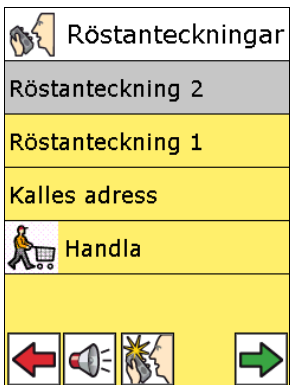 Röstanteckningar
Röstanteckning 2
Röstanteckning 1
Kalles adress
Handla